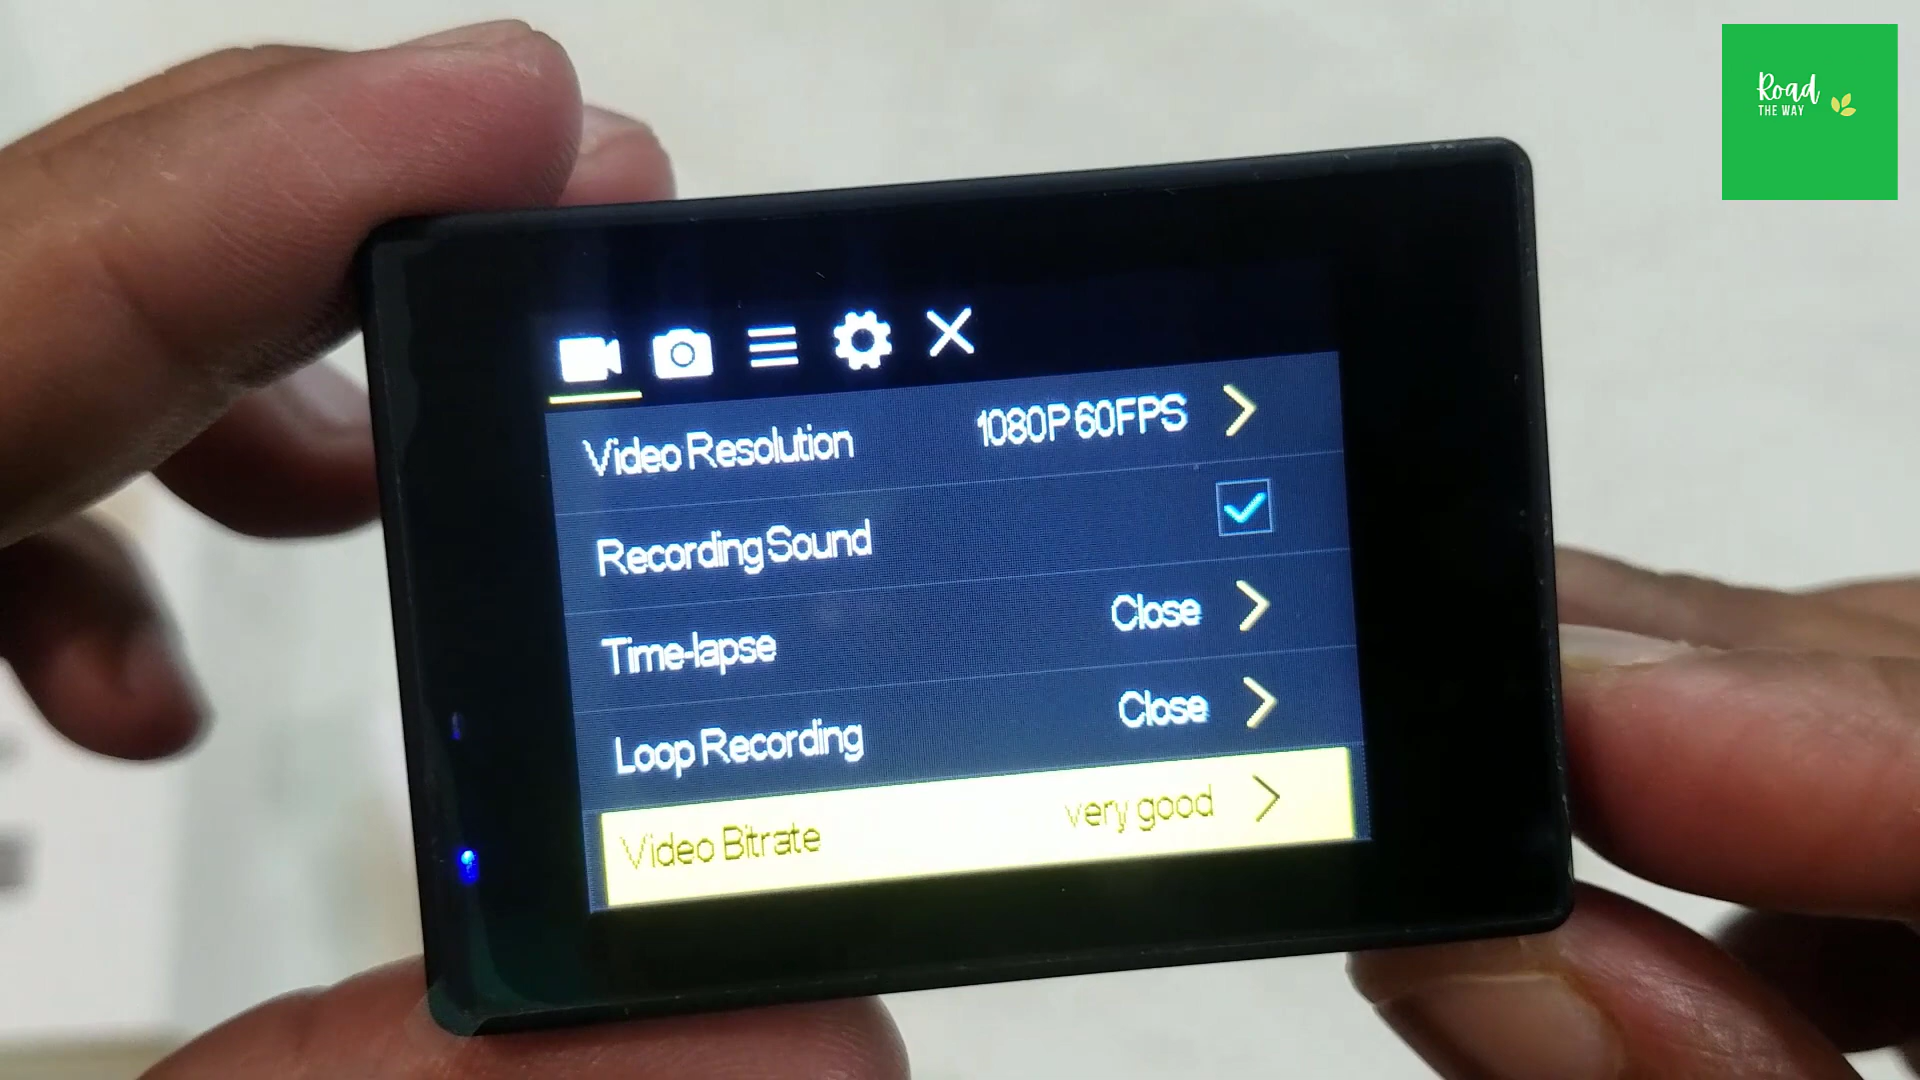 Road
THE WAY
Video Resolution 1080P 60FPS
Recording Sound
Time-lapse Close
Loop Recording Close
Video Bitrate very good